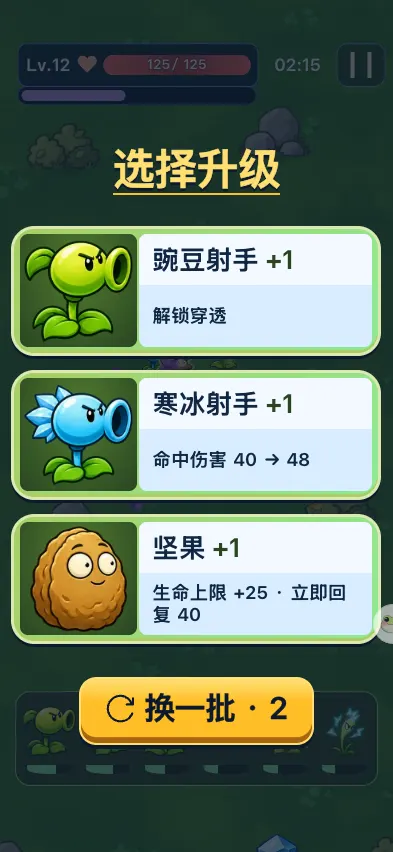 Lv.12
125/ 125
02:15
选择升级
豌豆射手 +1
解锁穿透
寒冰射手 +1
命中伤害 40 → 48
坚果 +1
生命上限 +25 · 立即回
复 40
换一批 · 2